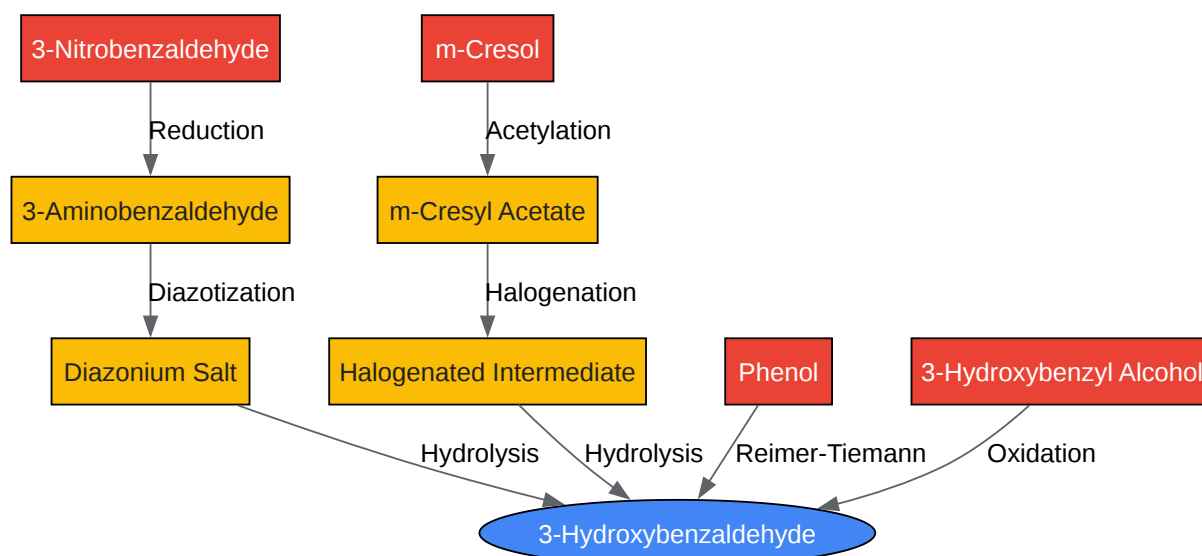 3-Nitrobenzaldehyde
m-Cresol
Reduction
Acetylation
3-Aminobenzaldehyde
m-Cresyl Acetate
Diazotization
Halogenation
Diazonium Salt
Halogenated Intermediate
Phenol
3-Hydroxybenzyl Alcohol
Hydrolysis
Hydrolysis
Reimer-Tiemann
Oxidation
3-Hydroxybenzaldehyde